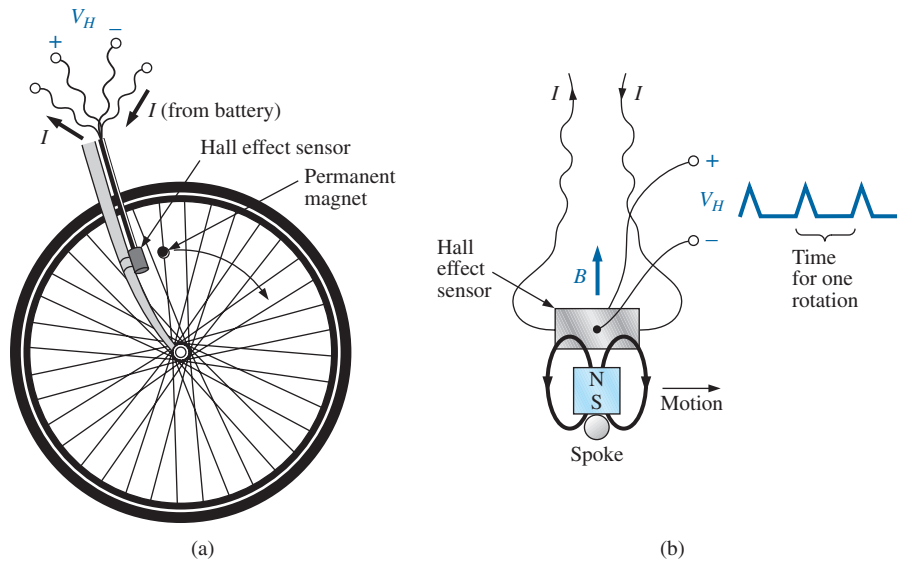 V_H
+ −
I (from battery)
I
Hall effect sensor
Permanent
magnet
(a)
I I
+
V_H
−
Hall
effect
sensor
B
Time
for one
rotation
N
S
Motion
Spoke
(b)